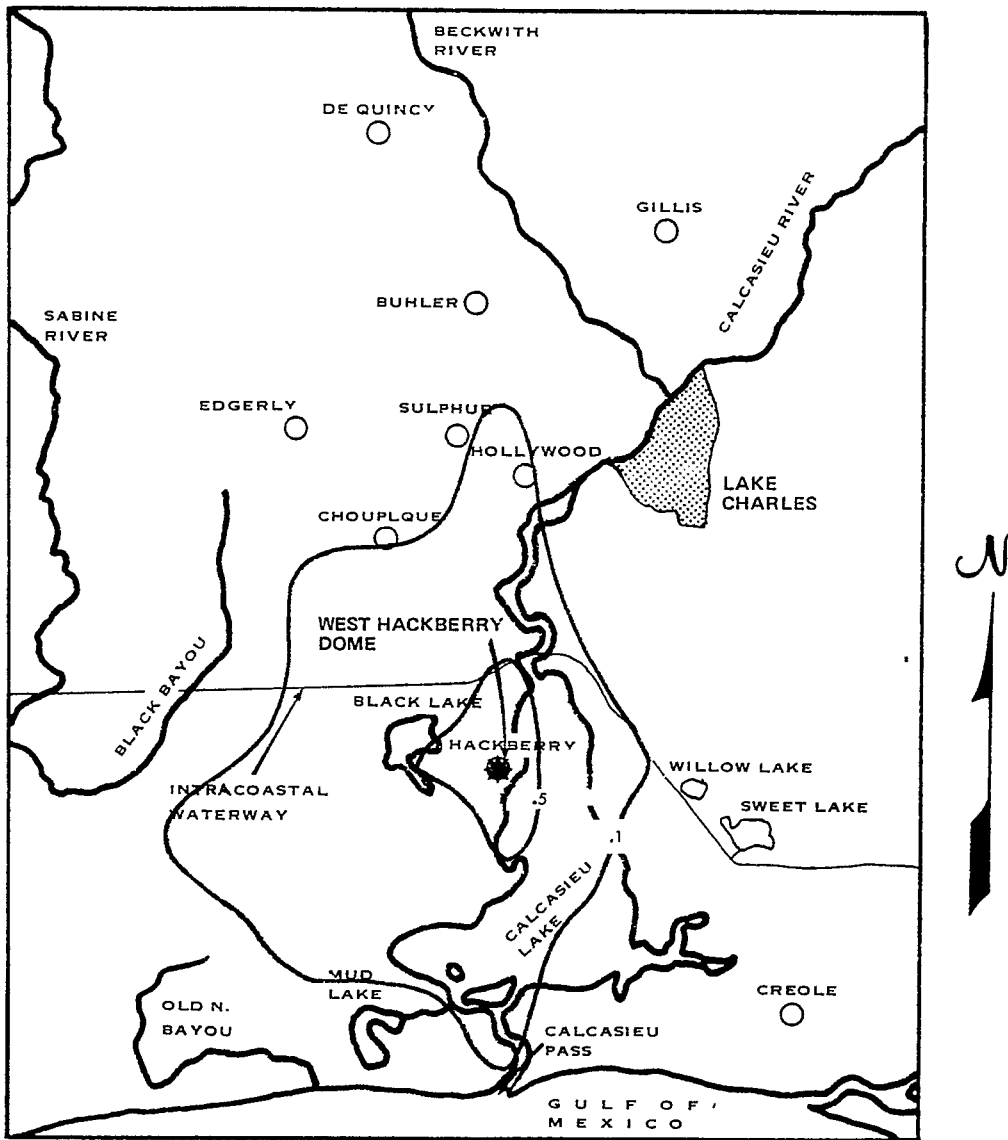 BECKWITH
RIVER
DE QUINCY
GILLIS
CALCASIEU RIVER
BUHLER
SABINE
RIVER
EDGERLY
SULPHUR
HOLLYWOOD
LAKE
CHARLES
CHOUPLQUE
N
WEST HACKBERRY
DOME
BLACK BAYOU
BLACK LAKE
HACKBERRY
WILLOW LAKE
INTRACOASTAL
WATERWAY
.5
SWEET LAKE
.1
CALCASIEU
LAKE
MUD
LAKE
CREOLE
OLD N.
BAYOU
CALCASIEU
PASS
GULF OF
MEXICO